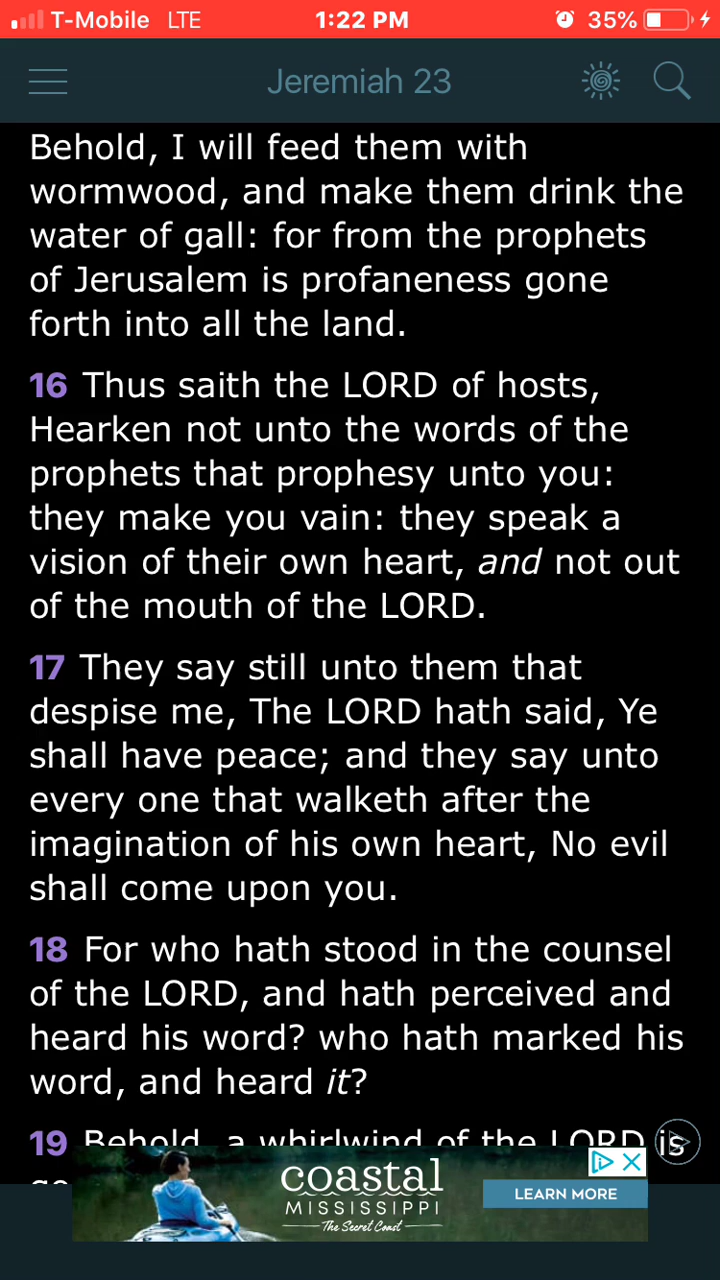 T-Mobile LTE 1:22 PM 35%
Jeremiah 23
Behold, I will feed them with
wormwood, and make them drink the
water of gall: for from the prophets
of Jerusalem is profaneness gone
forth into all the land.
16 Thus saith the LORD of hosts,
Hearken not unto the words of the
prophets that prophesy unto you:
they make you vain: they speak a
vision of their own heart, and not out
of the mouth of the LORD.
17 They say still unto them that
despise me, The LORD hath said, Ye
shall have peace; and they say unto
every one that walketh after the
imagination of his own heart, No evil
shall come upon you.
18 For who hath stood in the counsel
of the LORD, and hath perceived and
heard his word? who hath marked his
word, and heard it?
19 Behold, a whirlwind of the LORD is
coastal
MISSISSIPPI
The Secret Coast
LEARN MORE